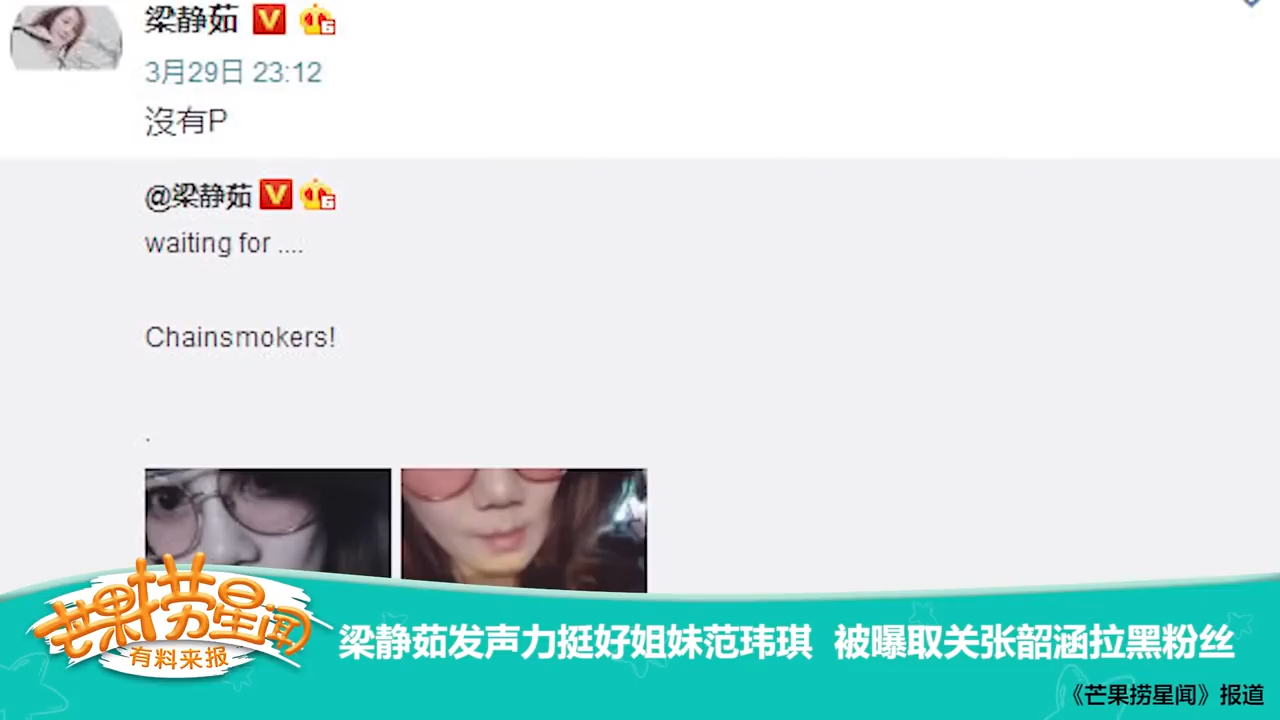 梁静茹 V 6
3月29日 23:12
沒有P
@梁静茹 V 6
waiting for ....
Chainsmokers!
.
芒果捞星闻
有料来报
梁静茹发声力挺好姐妹范玮琪 被曝取关张韶涵拉黑粉丝
《芒果捞星闻》报道